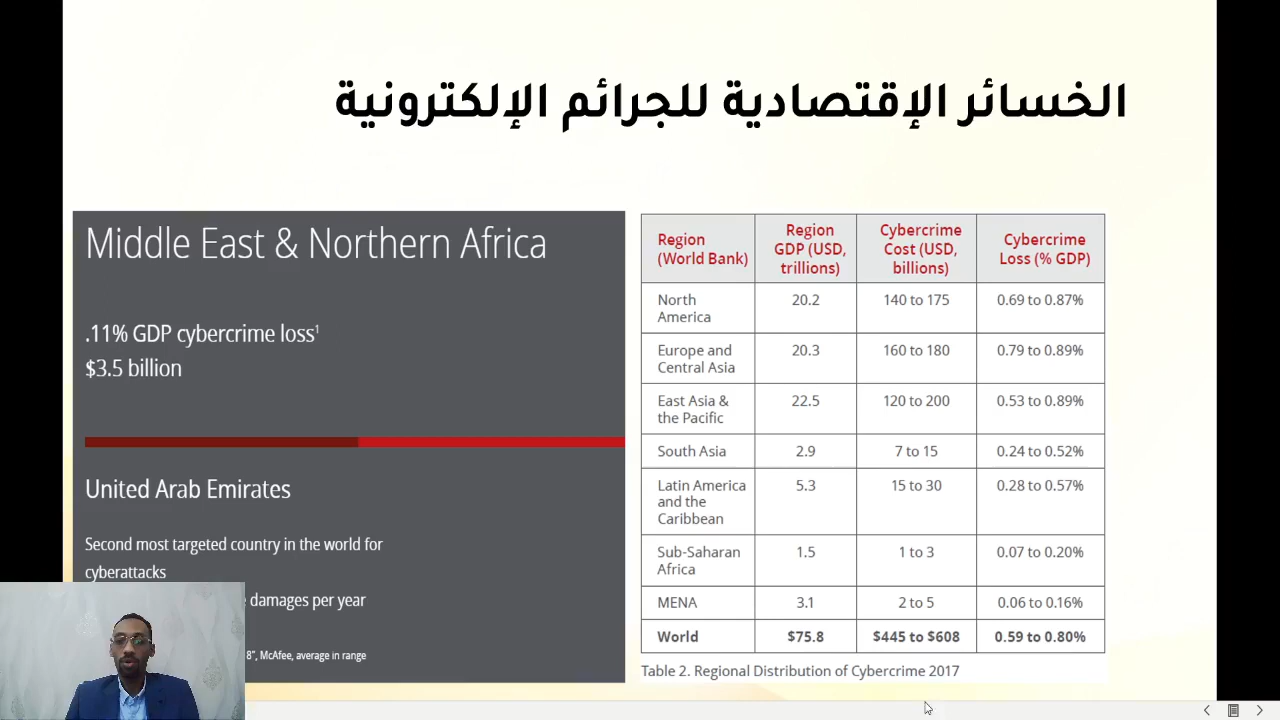 الخسائر الإقتصادية للجرائم الإلكترونية
Middle East & Northern Africa
.11% GDP cybercrime loss¹
$3.5 billion
United Arab Emirates
Second most targeted country in the world for
cyberattacks
damages per year
8", McAfee, average in range
Region (World Bank) Region GDP (USD, trillions) Cybercrime Cost (USD, billions) Cybercrime Loss (% GDP)
North America 20.2 140 to 175 0.69 to 0.87%
Europe and Central Asia 20.3 160 to 180 0.79 to 0.89%
East Asia & the Pacific 22.5 120 to 200 0.53 to 0.89%
South Asia 2.9 7 to 15 0.24 to 0.52%
Latin America and the Caribbean 5.3 15 to 30 0.28 to 0.57%
Sub-Saharan Africa 1.5 1 to 3 0.07 to 0.20%
MENA 3.1 2 to 5 0.06 to 0.16%
World $75.8 $445 to $608 0.59 to 0.80%
Table 2. Regional Distribution of Cybercrime 2017